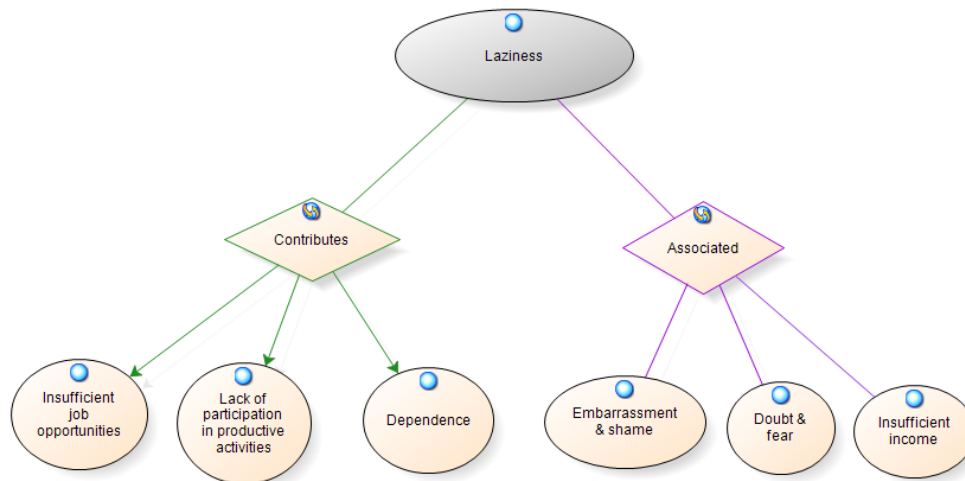 Laziness
Contributes
Associated
Insufficient
job
opportunities
Lack of
participation
in productive
activities
Dependence
Embarrassment
& shame
Doubt &
fear
Insufficient
income